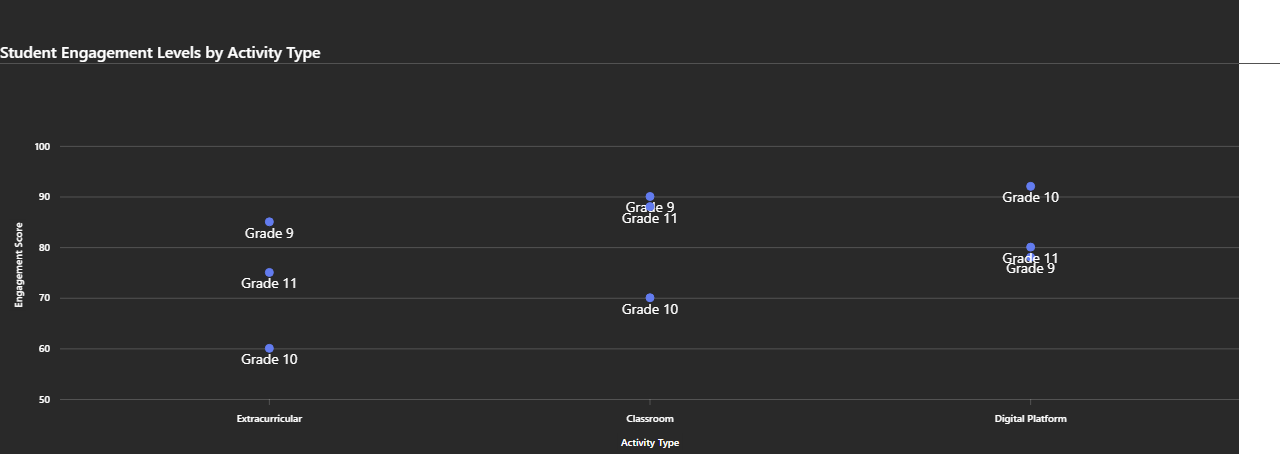 Student Engagement Levels by Activity Type
100
90
80
70
60
50
Engagement Score
Grade 9
Grade 11
Grade 10
Grade 9
Grade 11
Grade 10
Grade 10
Grade 11
Grade 9
Extracurricular
Classroom
Digital Platform
Activity Type